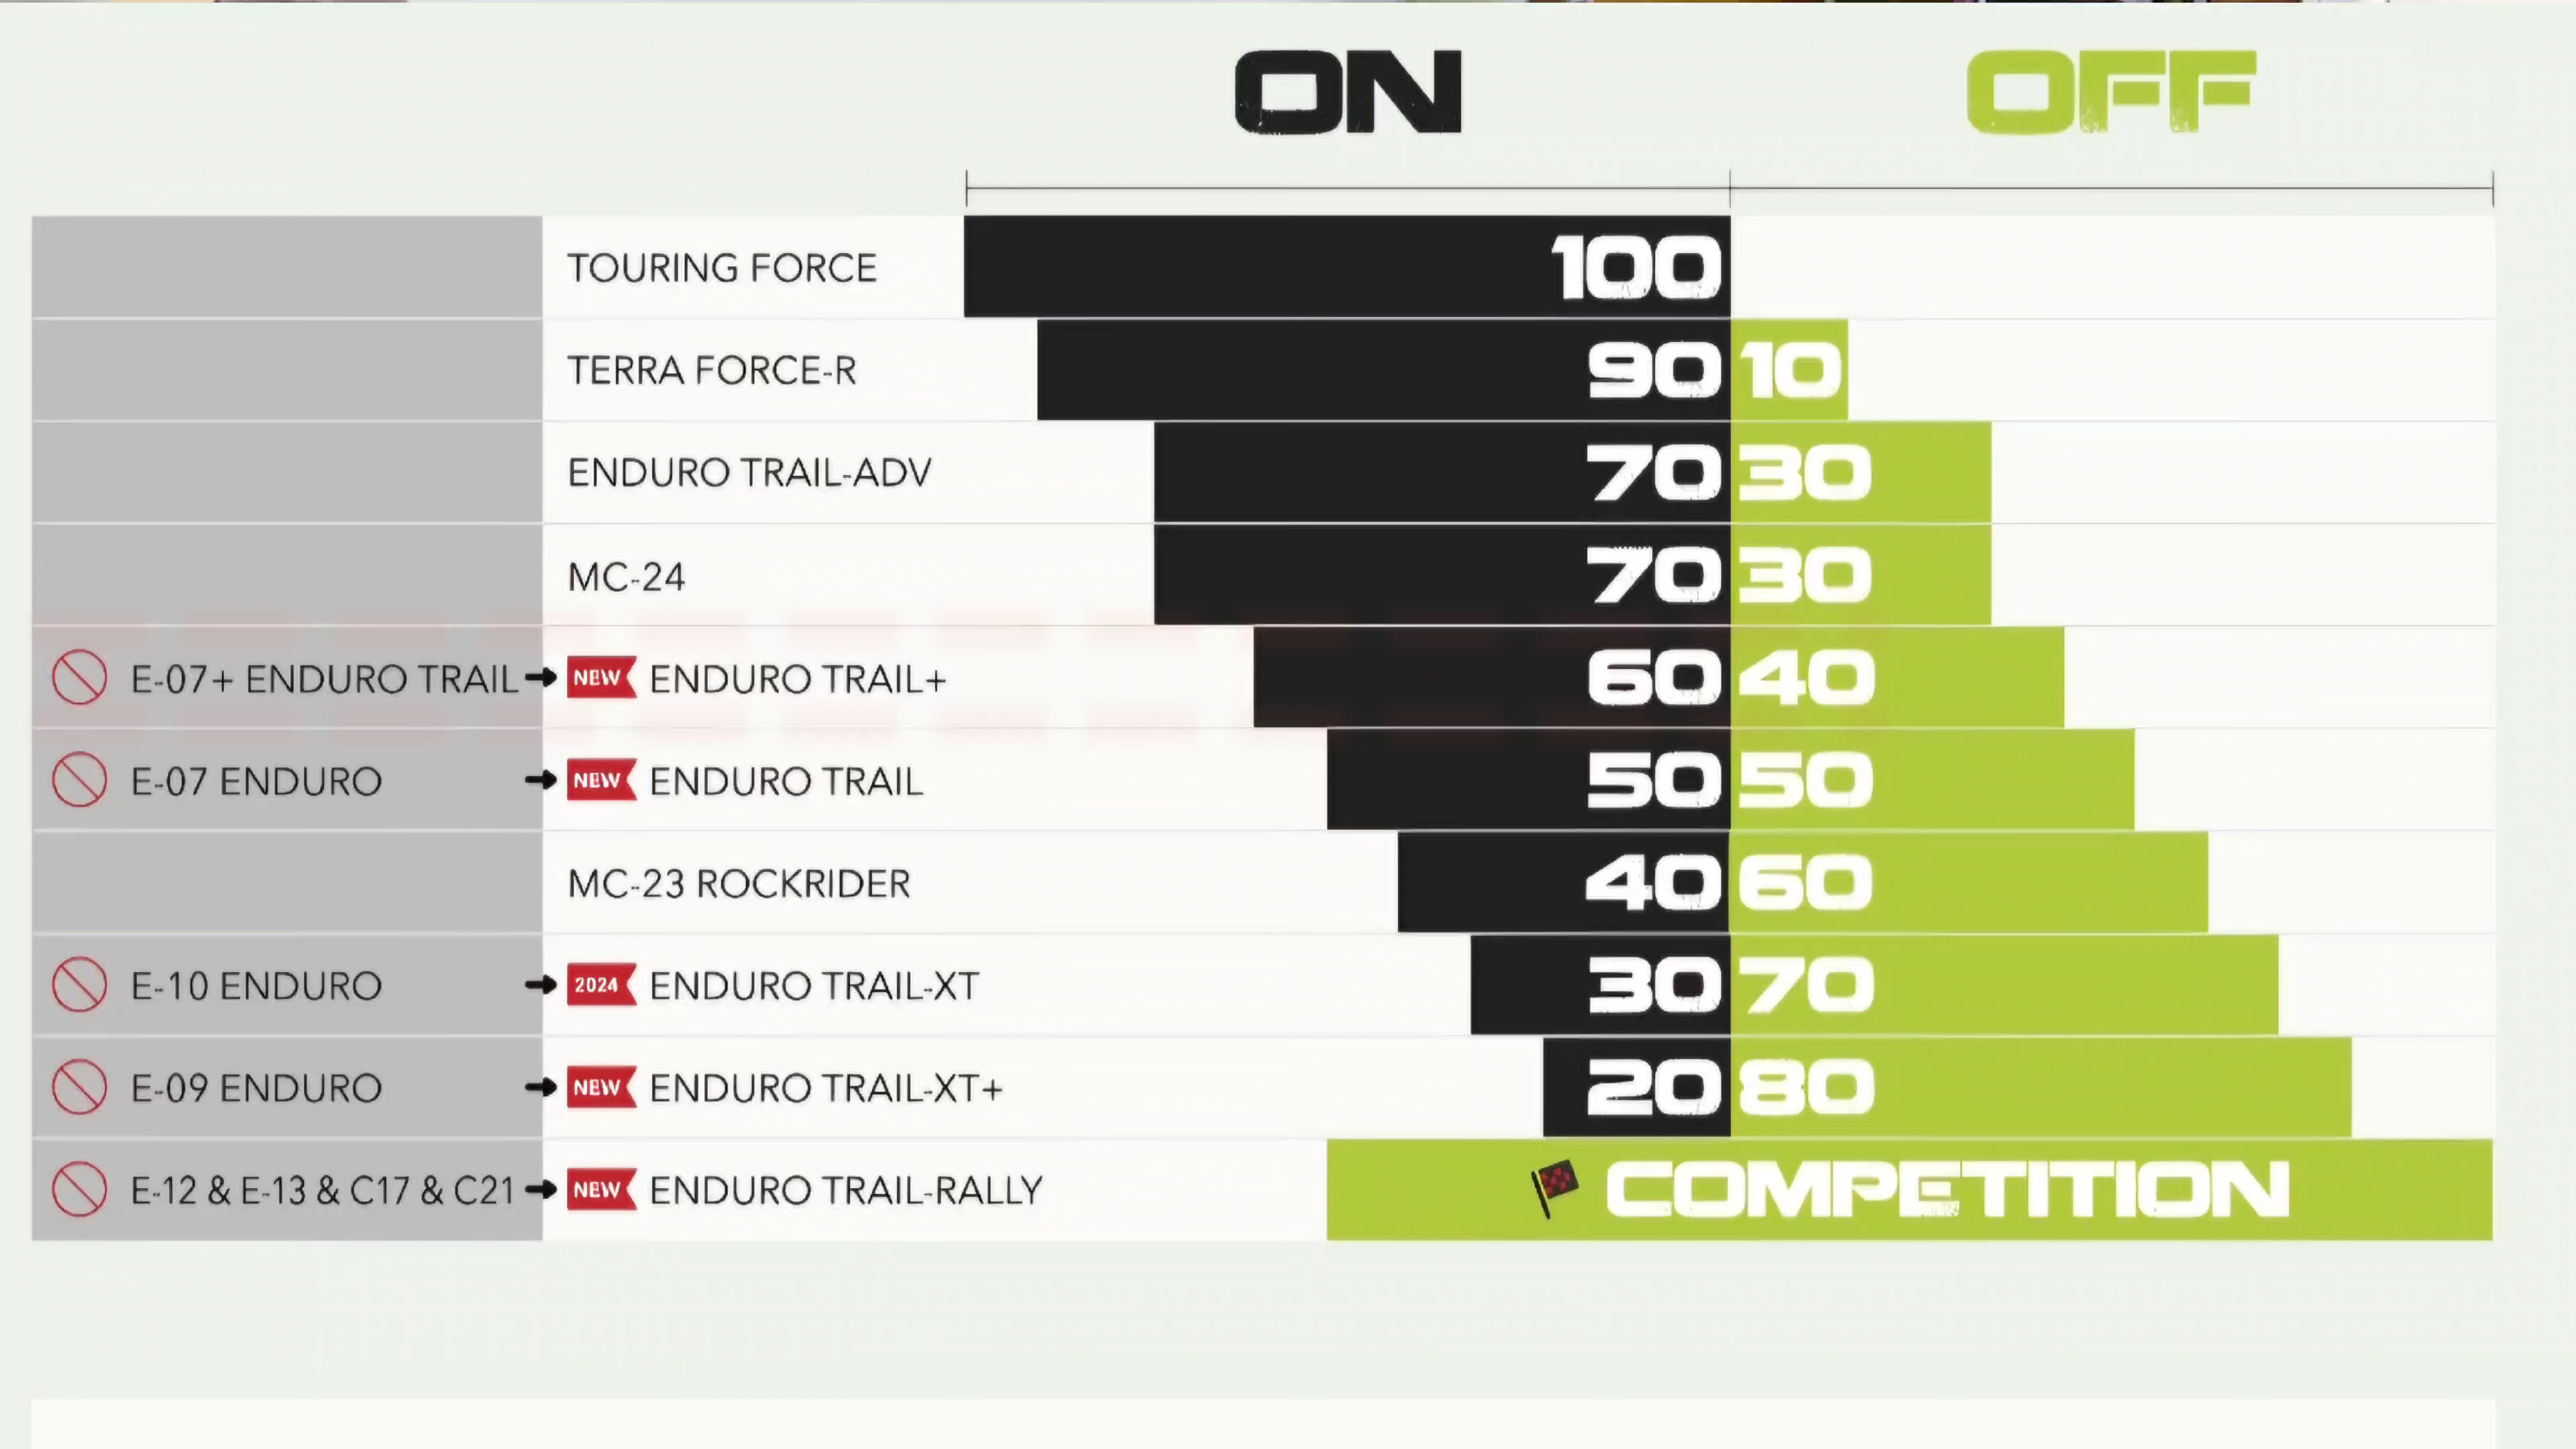 ON OFF
TOURING FORCE 100
TERRA FORCE-R 90 10
ENDURO TRAIL-ADV 70 30
MC-24 70 30
E-07+ ENDURO TRAIL NEW ENDURO TRAIL+ 60 40
E-07 ENDURO NEW ENDURO TRAIL 50 50
MC-23 ROCKRIDER 40 60
E-10 ENDURO 2024 ENDURO TRAIL-XT 30 70
E-09 ENDURO NEW ENDURO TRAIL-XT+ 20 80
E-12 & E-13 & C17 & C21 NEW ENDURO TRAIL-RALLY COMPETITION